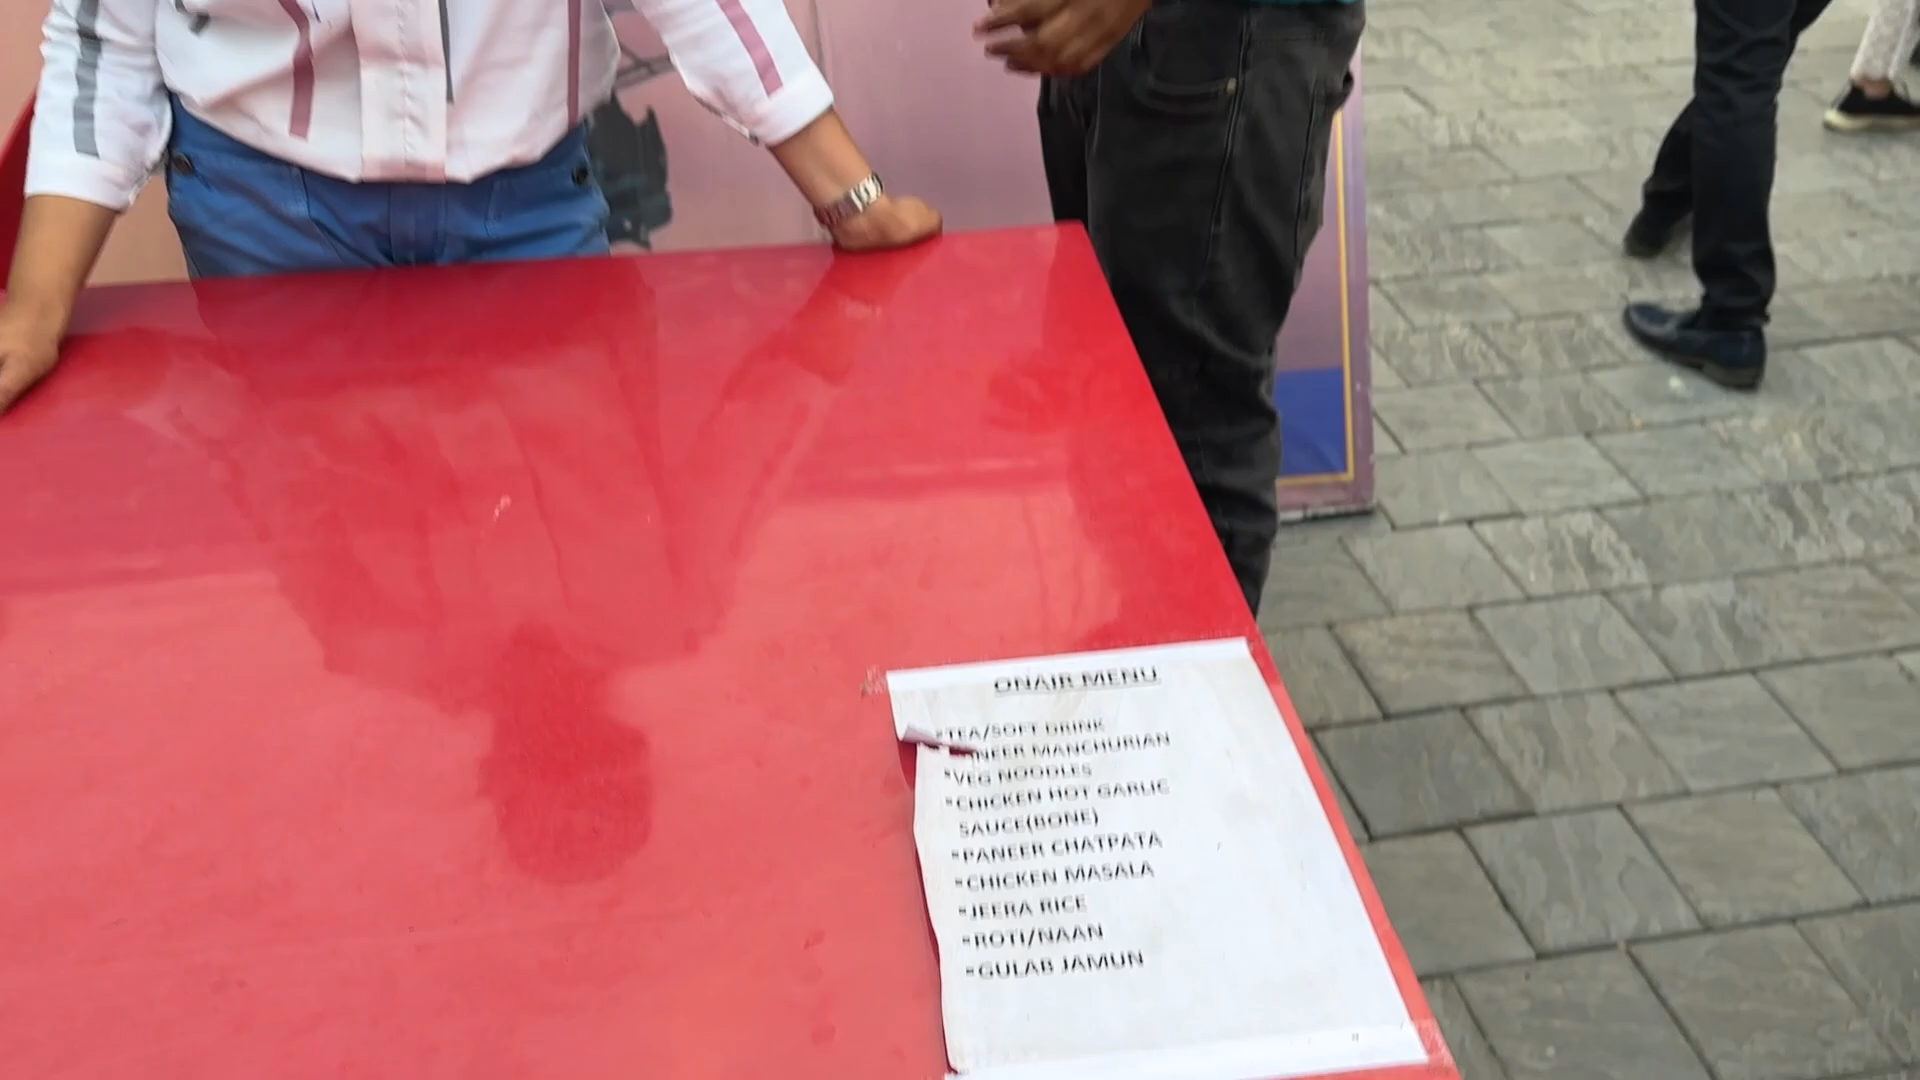 ONAIR MENU
*TEA/SOFT DRINK
NEER MANCHURIAN
*VEG NOODLES
*CHICKEN HOT GARLIC
SAUCE(BONE)
*PANEER CHATPATA
*CHICKEN MASALA
*JEERA RICE
*ROTI/NAAN
*GULAB JAMUN